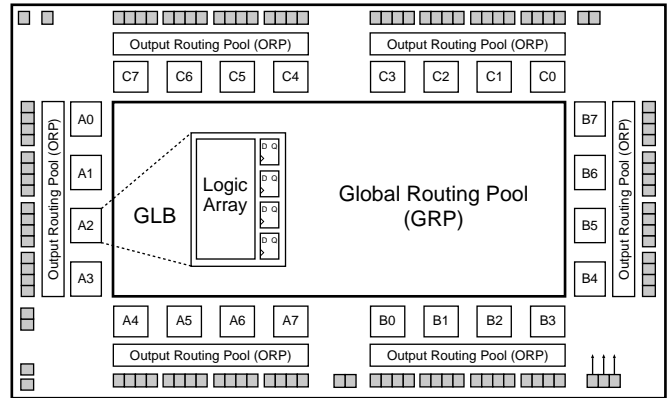 Output Routing Pool (ORP)
Output Routing Pool (ORP)
C7 C6 C5 C4
C3 C2 C1 C0
Output Routing Pool (ORP)
A0
A1
A2
A3
GLB
Logic
Array
D Q
D Q
D Q
D Q
Global Routing Pool
(GRP)
B7
B6
B5
B4
Output Routing Pool (ORP)
A4 A5 A6 A7
B0 B1 B2 B3
Output Routing Pool (ORP)
Output Routing Pool (ORP)